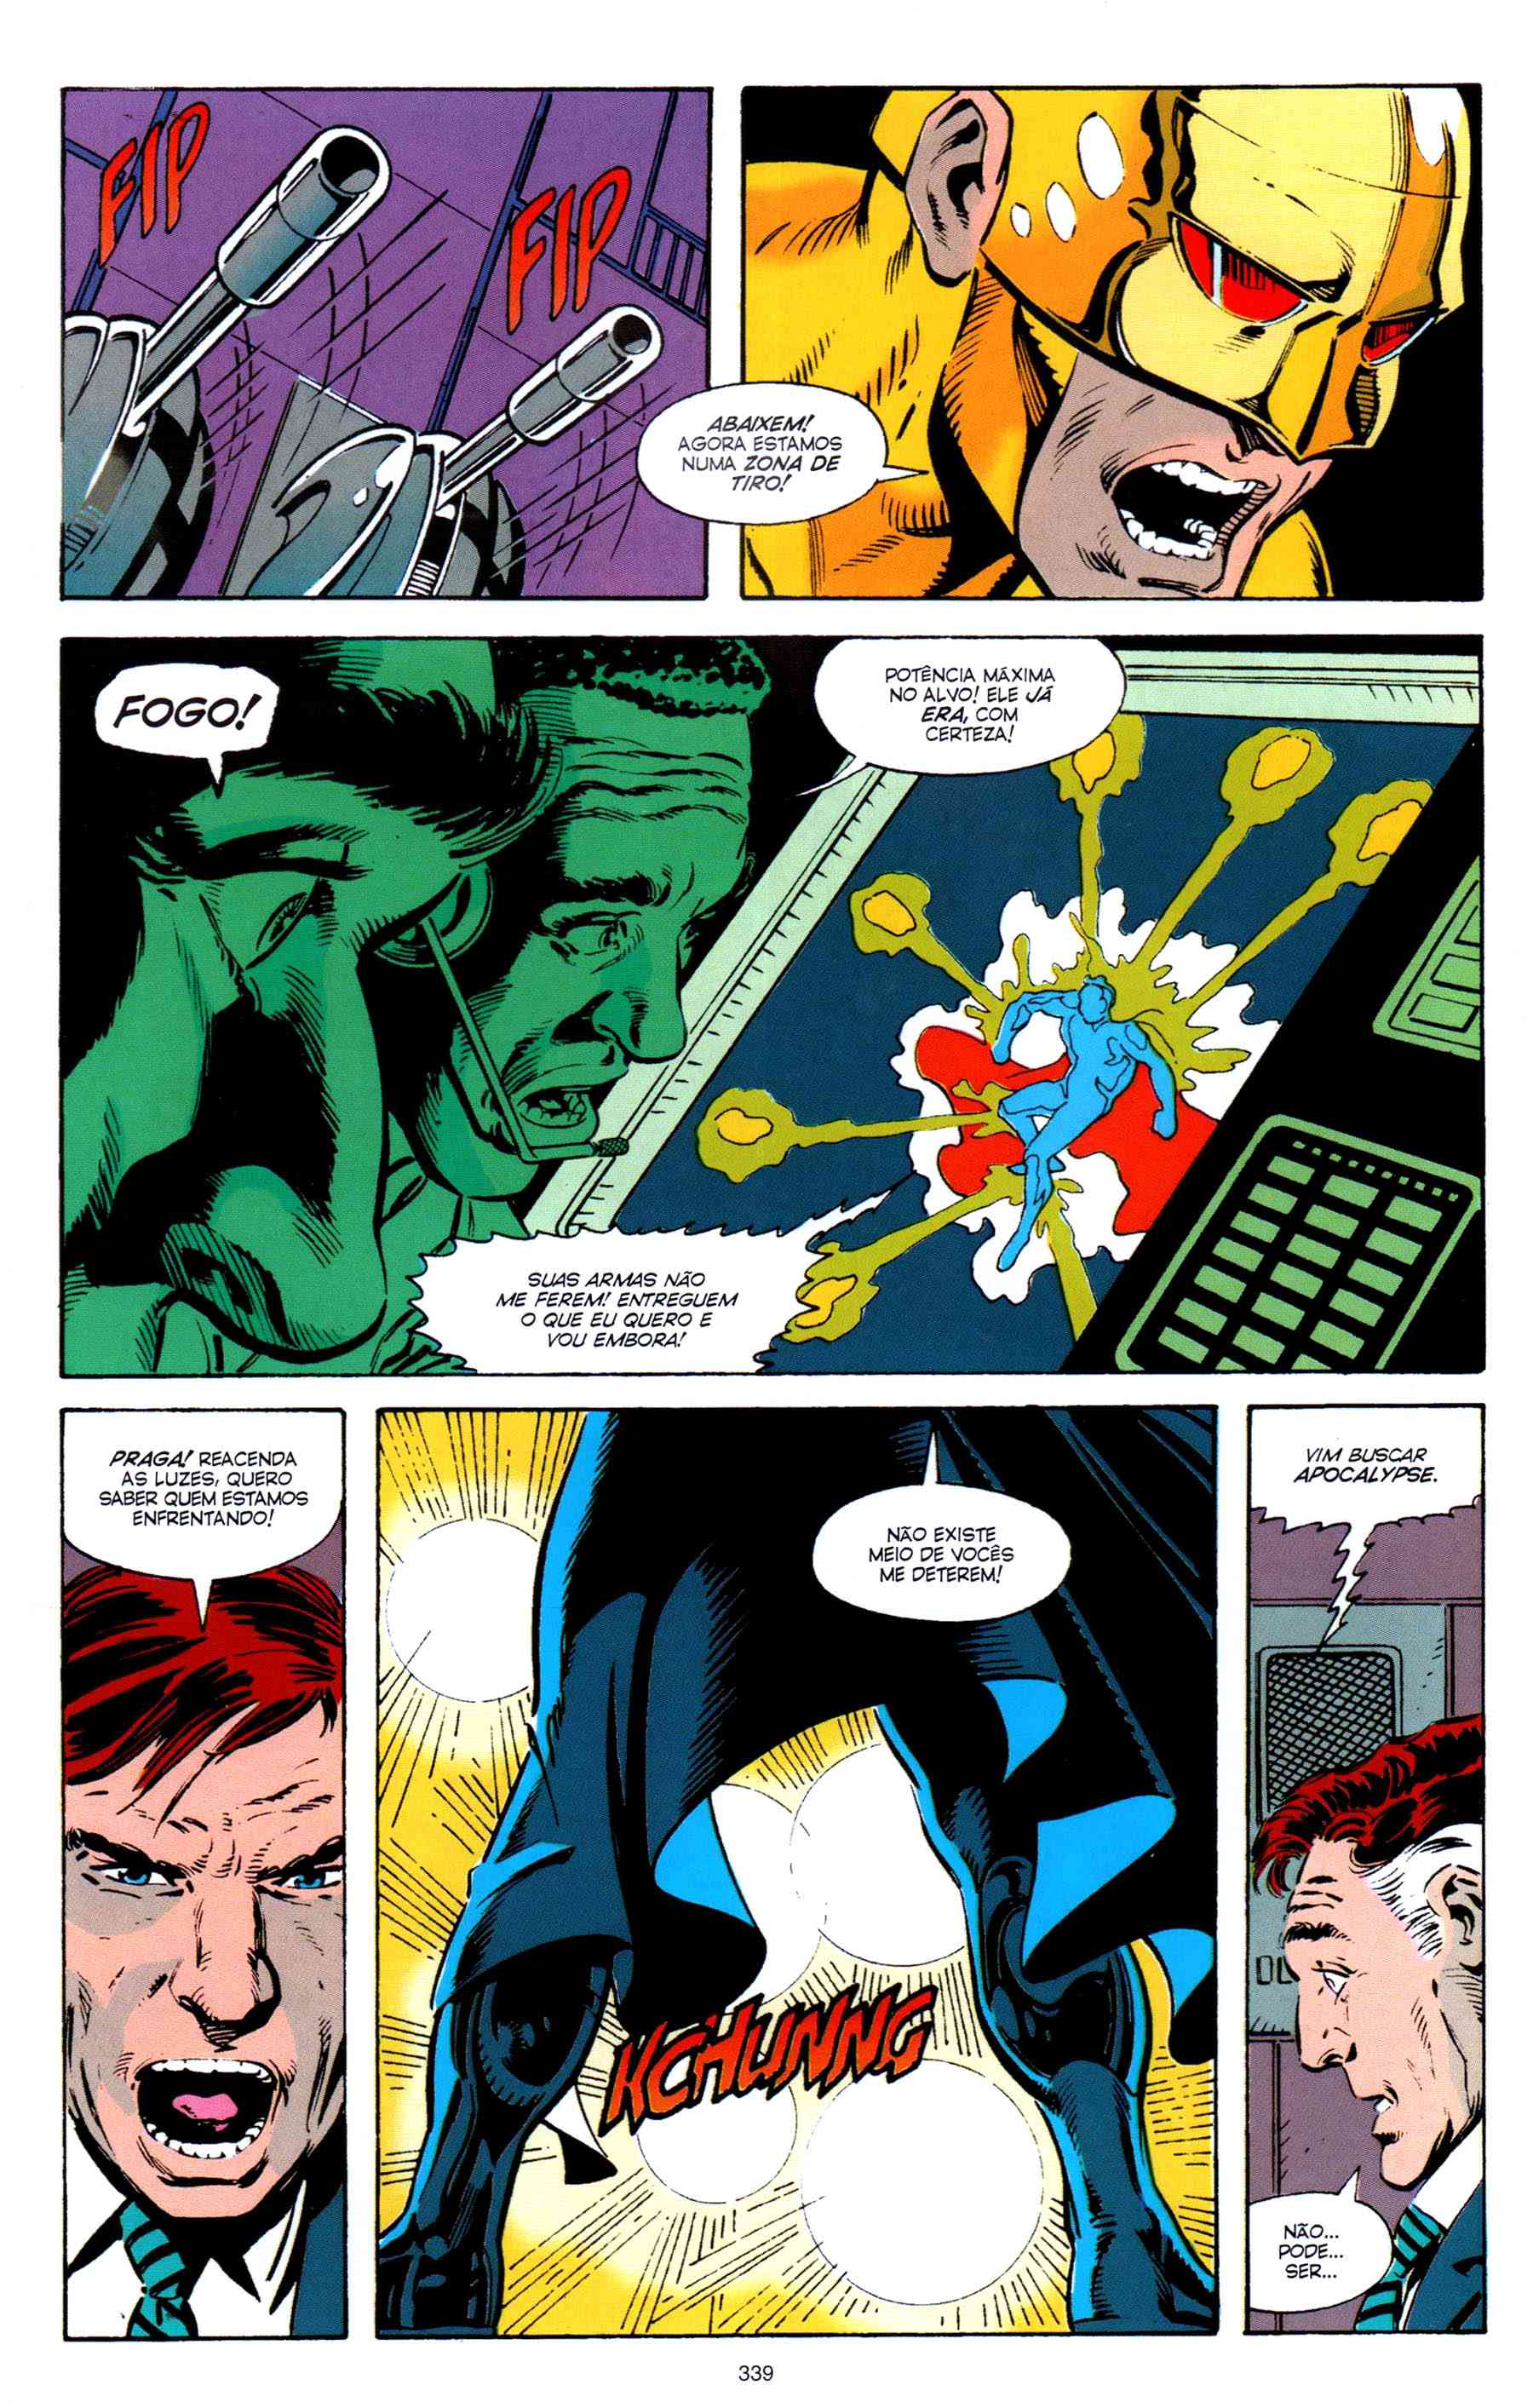 FIP
FIP
ABAIXEM!
AGORA ESTAMOS
NUMA ZONA DE
TIRO!
FOGO!
POTÊNCIA MÁXIMA
NO ALVO! ELE JÁ
ERA, COM
CERTEZA!
SUAS ARMAS NÃO
ME FEREM! ENTREGUEM
O QUE EU QUERO E
VOU EMBORA!
PRAGA! REACENDA
AS LUZES, QUERO
SABER QUEM ESTAMOS
ENFRENTANDO!
NÃO EXISTE
MEIO DE VOCÊS
ME DETEREM!
KCHUNNG
VIM BUSCAR
APOCALYPSE.
NÃO...
PODE...
SER...
339